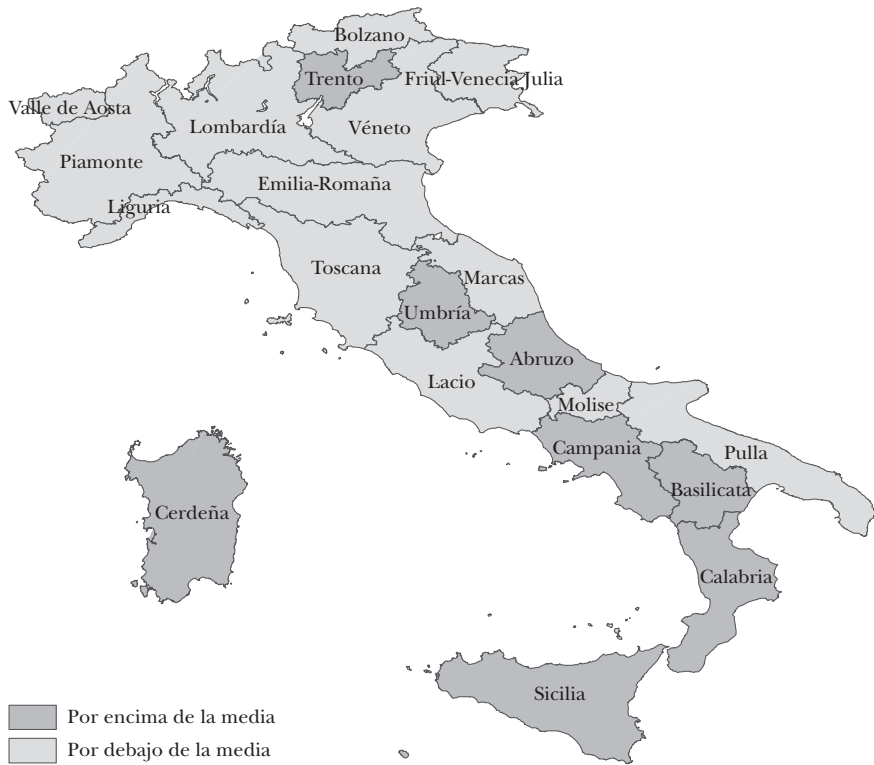 Bolzano
Trento
Friul-Venecia Julia
Valle de Aosta
Lombardía
Véneto
Piamonte
Emilia-Romaña
Liguria
Toscana
Marcas
Umbría
Abruzo
Lacio
Molise
Campania
Pulla
Basilicata
Cerdeña
Calabria
Sicilia
Por encima de la media
Por debajo de la media